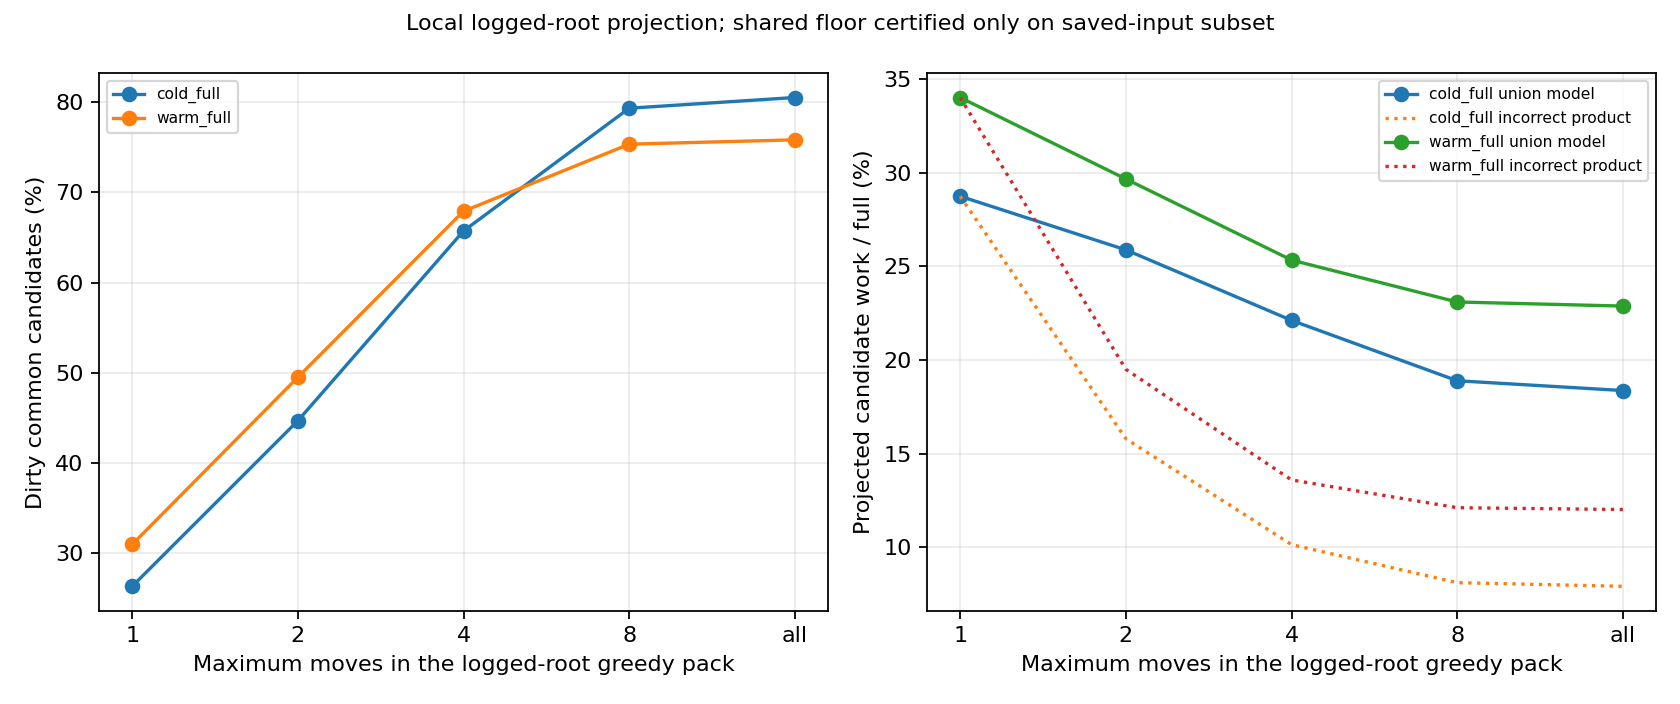 Local logged-root projection; shared floor certified only on saved-input subset
Dirty common candidates (%)
80
70
60
50
40
30
cold_full
warm_full
1
2
4
8
all
Maximum moves in the logged-root greedy pack
Projected candidate work / full (%)
35
30
25
20
15
10
cold_full union model
cold_full incorrect product
warm_full union model
warm_full incorrect product
1
2
4
8
all
Maximum moves in the logged-root greedy pack